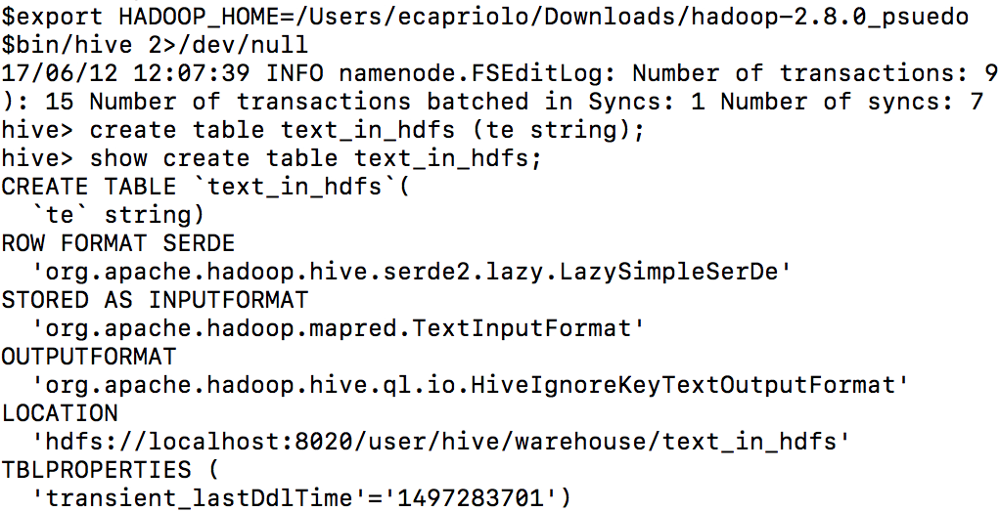 $export HADOOP_HOME=/Users/ecapriolo/Downloads/hadoop-2.8.0_psuedo
$bin/hive 2>/dev/null
17/06/12 12:07:39 INFO namenode.FSEditLog: Number of transactions: 9
): 15 Number of transactions batched in Syncs: 1 Number of syncs: 7
hive> create table text_in_hdfs (te string);
hive> show create table text_in_hdfs;
CREATE TABLE `text_in_hdfs`(
  `te` string)
ROW FORMAT SERDE
  'org.apache.hadoop.hive.serde2.lazy.LazySimpleSerDe'
STORED AS INPUTFORMAT
  'org.apache.hadoop.mapred.TextInputFormat'
OUTPUTFORMAT
  'org.apache.hadoop.hive.ql.io.HiveIgnoreKeyTextOutputFormat'
LOCATION
  'hdfs://localhost:8020/user/hive/warehouse/text_in_hdfs'
TBLPROPERTIES (
  'transient_lastDdlTime'='1497283701')